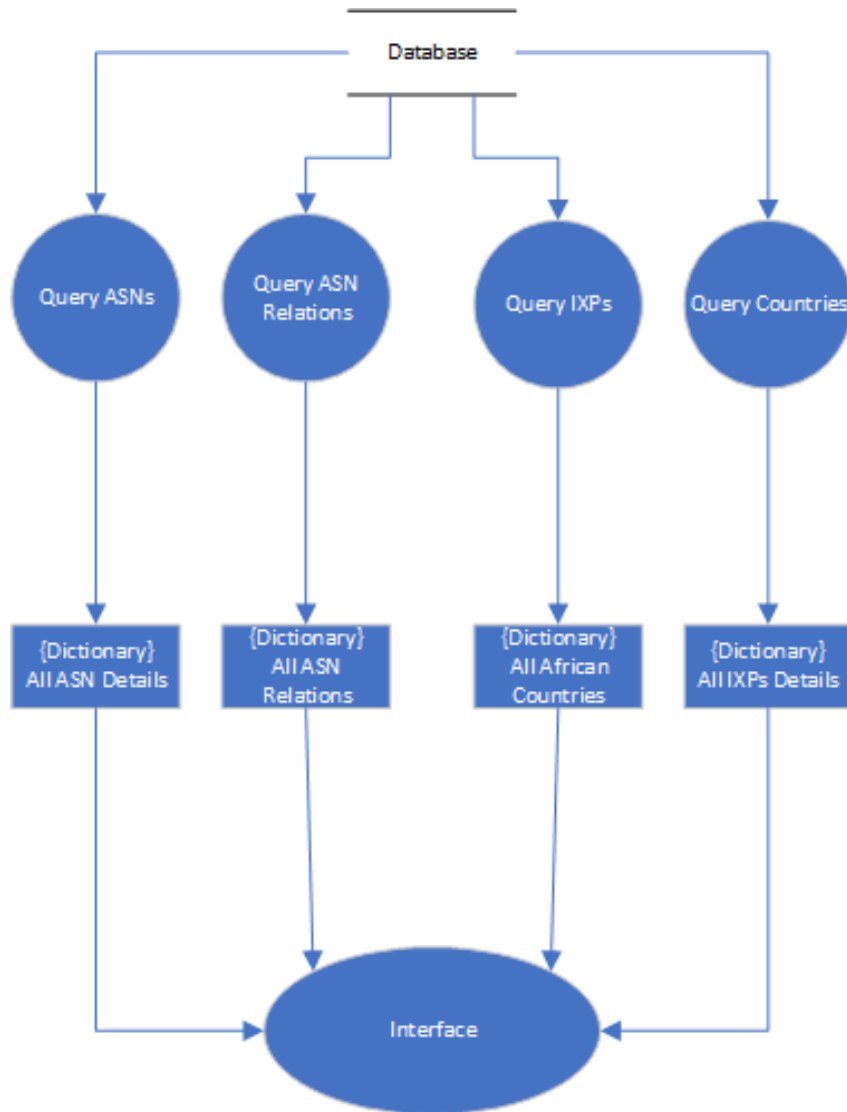 Database
Query ASNs
Query ASN
Relations
Query IXPs
Query Countries
{Dictionary}
All ASN Details
{Dictionary}
All ASN
Relations
{Dictionary}
All African
Countries
{Dictionary}
All IXPs Details
Interface